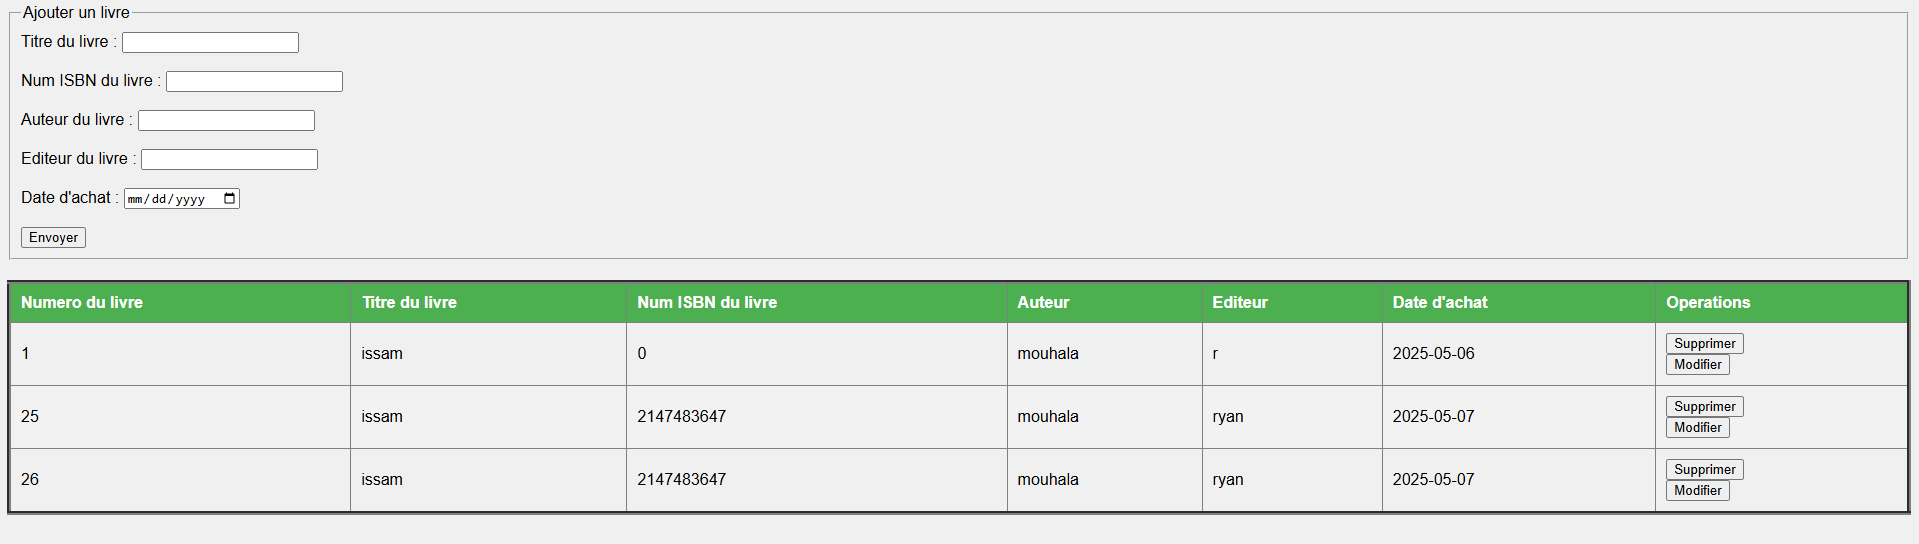 Ajouter un livre
Titre du livre :
Num ISBN du livre :
Auteur du livre :
Editeur du livre :
Date d'achat : mm/dd/yyyy
Envoyer
Numero du livre Titre du livre Num ISBN du livre Auteur Editeur Date d'achat Operations
1 issam 0 mouhala r 2025-05-06 Supprimer
Modifier
25 issam 2147483647 mouhala ryan 2025-05-07 Supprimer
Modifier
26 issam 2147483647 mouhala ryan 2025-05-07 Supprimer
Modifier